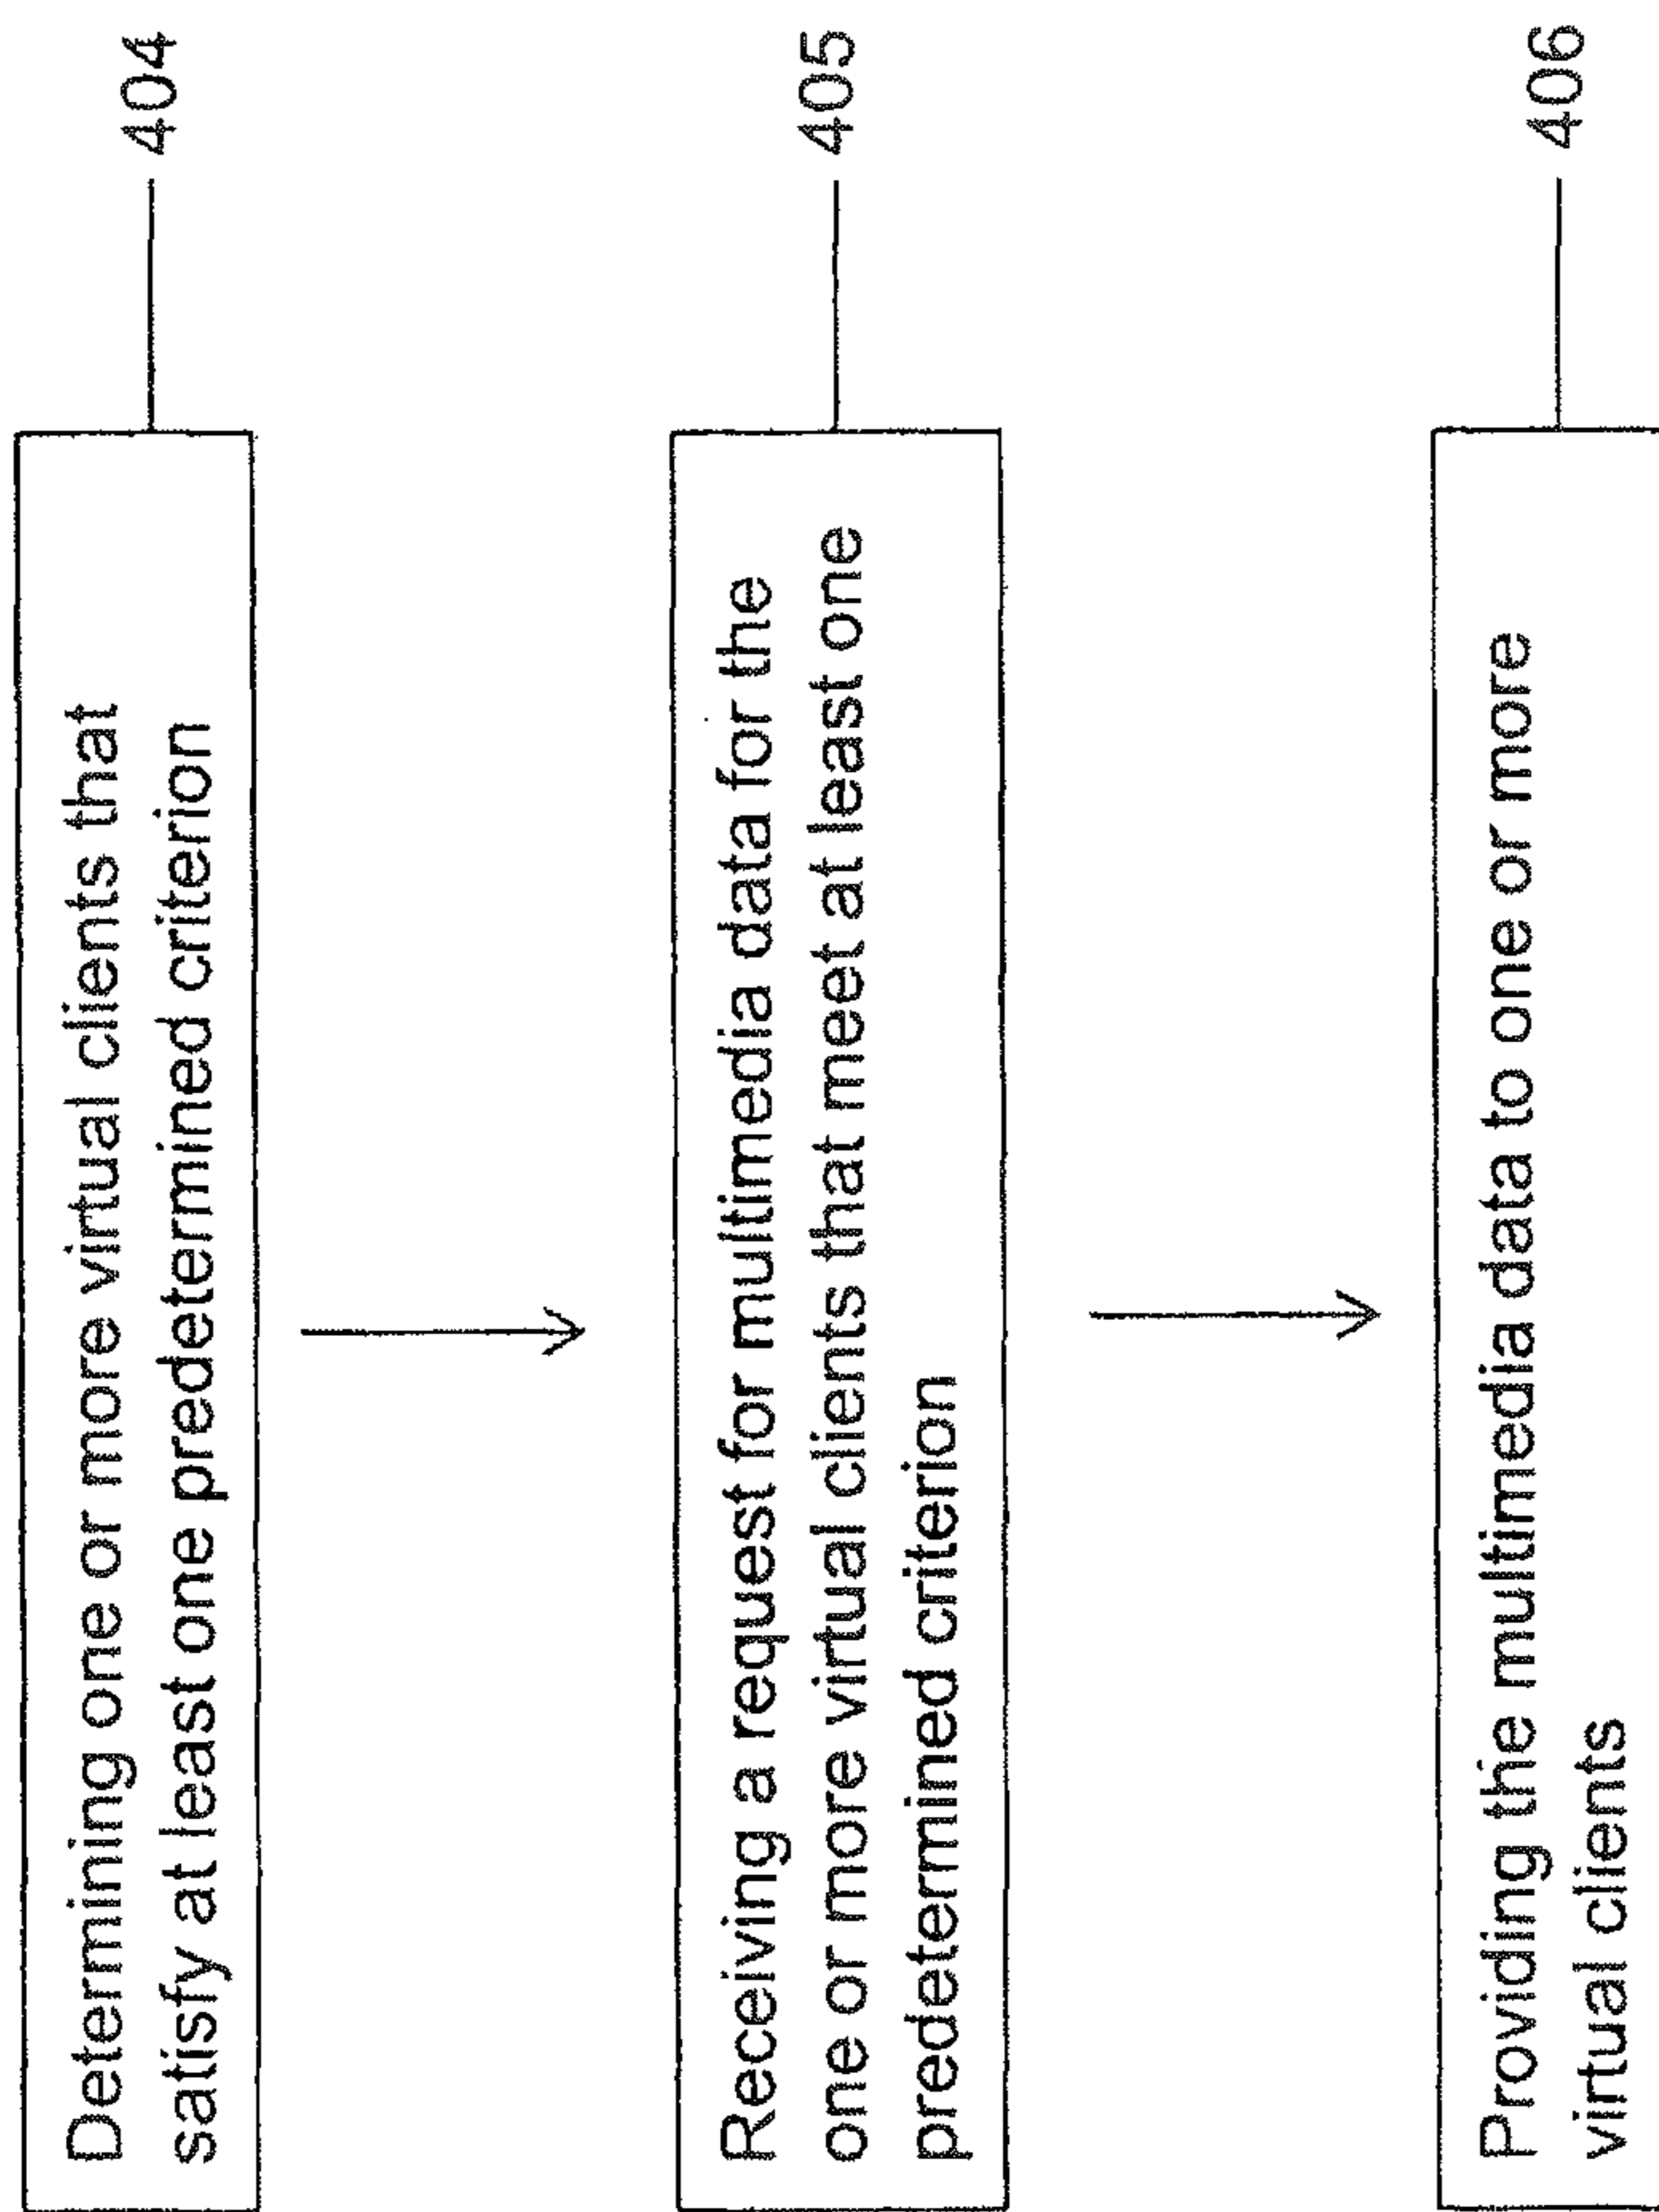 Determining one or more virtual clients that
satisfy at least one predetermined criterion
404
Receiving a request for multimedia data for the
one or more virtual clients that meet at least one
predetermined criterion
405
Providing the multimedia data to one or more
virtual clients
406